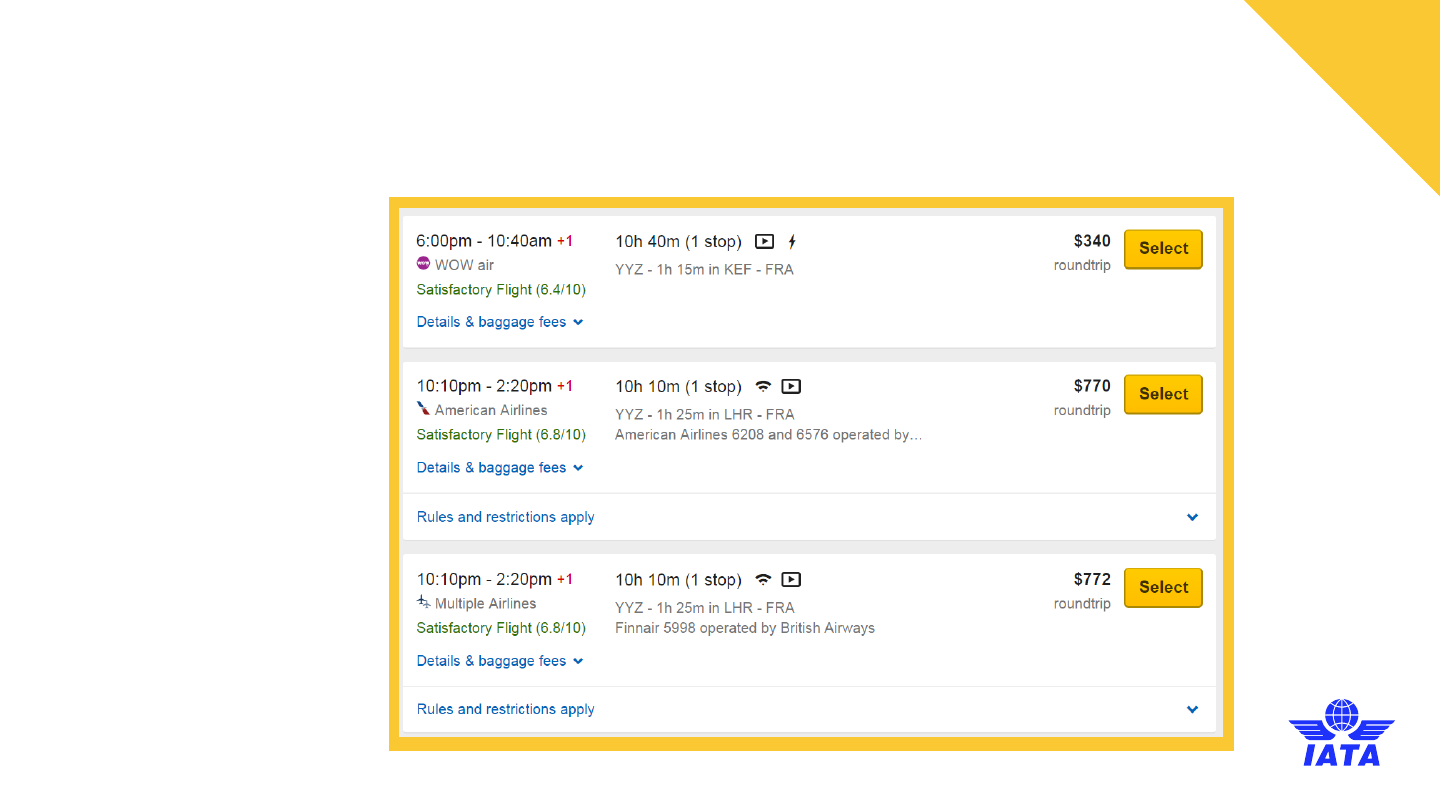 6:00pm - 10:40am +1
10h 40m (1 stop)
$340
Select
WOW air
YYZ - 1h 15m in KEF - FRA
roundtrip
Satisfactory Flight (6.4/10)
Details & baggage fees
10:10pm - 2:20pm +1
10h 10m (1 stop)
$770
Select
American Airlines
YYZ - 1h 25m in LHR - FRA
roundtrip
Satisfactory Flight (6.8/10)
American Airlines 6208 and 6576 operated by...
Details & baggage fees
Rules and restrictions apply
10:10pm - 2:20pm +1
10h 10m (1 stop)
$772
Select
Multiple Airlines
YYZ - 1h 25m in LHR - FRA
roundtrip
Satisfactory Flight (6.8/10)
Finnair 5998 operated by British Airways
Details & baggage fees
Rules and restrictions apply
IATA